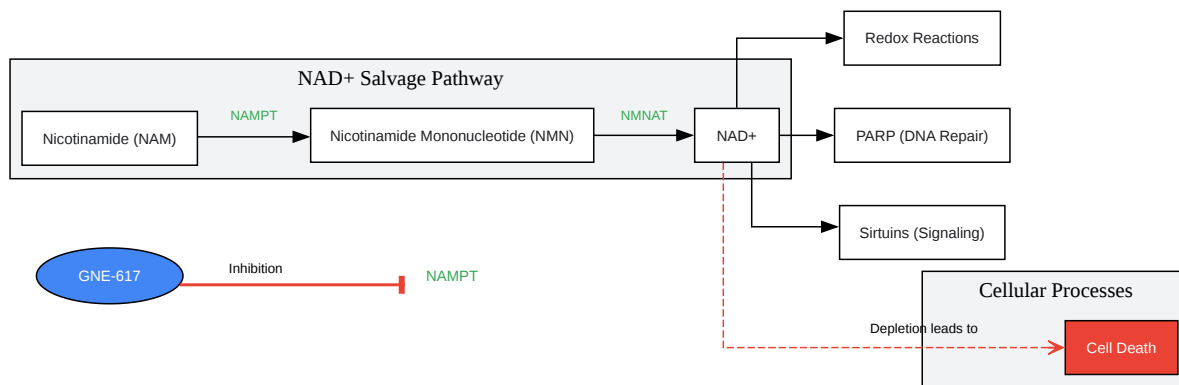 Redox Reactions
NAD+ Salvage Pathway
NAMPT
NMNAT
Nicotinamide (NAM)
Nicotinamide Mononucleotide (NMN)
NAD+
PARP (DNA Repair)
Sirtuins (Signaling)
GNE-617
Inhibition
NAMPT
Cellular Processes
Depletion leads to
Cell Death